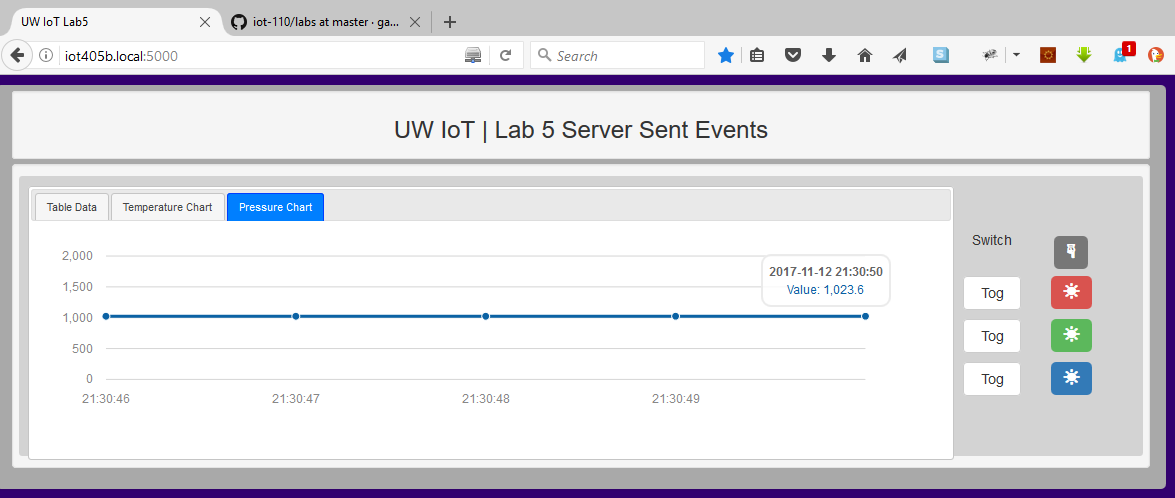 UW IoT Lab5
iot-110/labs at master · ga...
iot405b.local:5000
Search
1
UW IoT | Lab 5 Server Sent Events
Table Data
Temperature Chart
Pressure Chart
2,000
1,500
1,000
500
0
21:30:46
21:30:47
21:30:48
21:30:49
2017-11-12 21:30:50
Value: 1,023.6
Switch
Tog
Tog
Tog